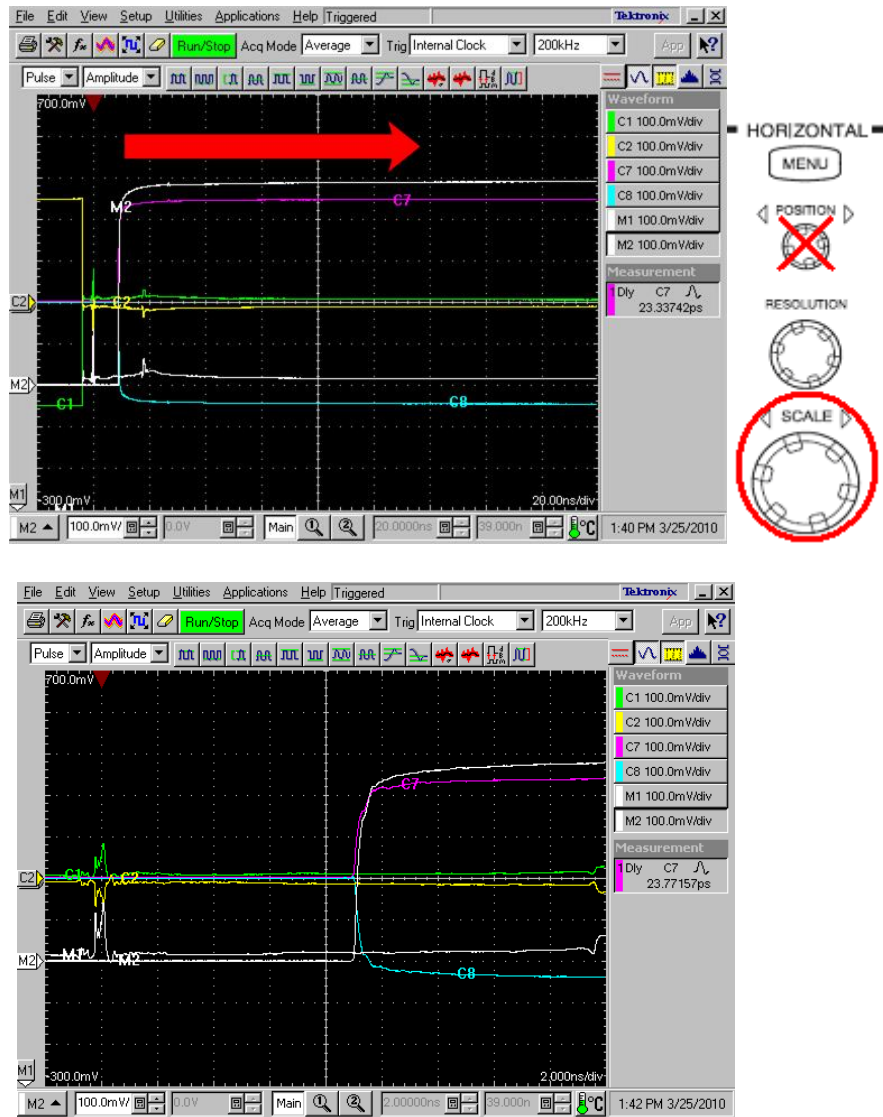 File Edit View Setup Utilities Applications Help Triggered Tektronix
Run/Stop Acq Mode Average Trig Internal Clock 200kHz App
Pulse Amplitude
700.0mV
Waveform
C1 100.0mV/div
C2 100.0mV/div
C7 100.0mV/div
C8 100.0mV/div
M1 100.0mV/div
M2 100.0mV/div
Measurement
1 Dly C7
23.33742ps
M2
C7
C2
C2
M2
C1
C8
M1
-300.0mV
20.00ns/div
M2 100.0mV/ 0.0V Main 20.0000ns 39.000n °C 1:40 PM 3/25/2010
HORIZONTAL
MENU
POSITION
RESOLUTION
SCALE
File Edit View Setup Utilities Applications Help Triggered Tektronix
Run/Stop Acq Mode Average Trig Internal Clock 200kHz App
Pulse Amplitude
700.0mV
Waveform
C1 100.0mV/div
C2 100.0mV/div
C7 100.0mV/div
C8 100.0mV/div
M1 100.0mV/div
M2 100.0mV/div
Measurement
1 Dly C7
23.77157ps
C7
C2 C1 C2
M2 M1 M2
C8
M1
-300.0mV
2.000ns/div
M2 100.0mV/ 0.0V Main 2.00000ns 39.000n °C 1:42 PM 3/25/2010